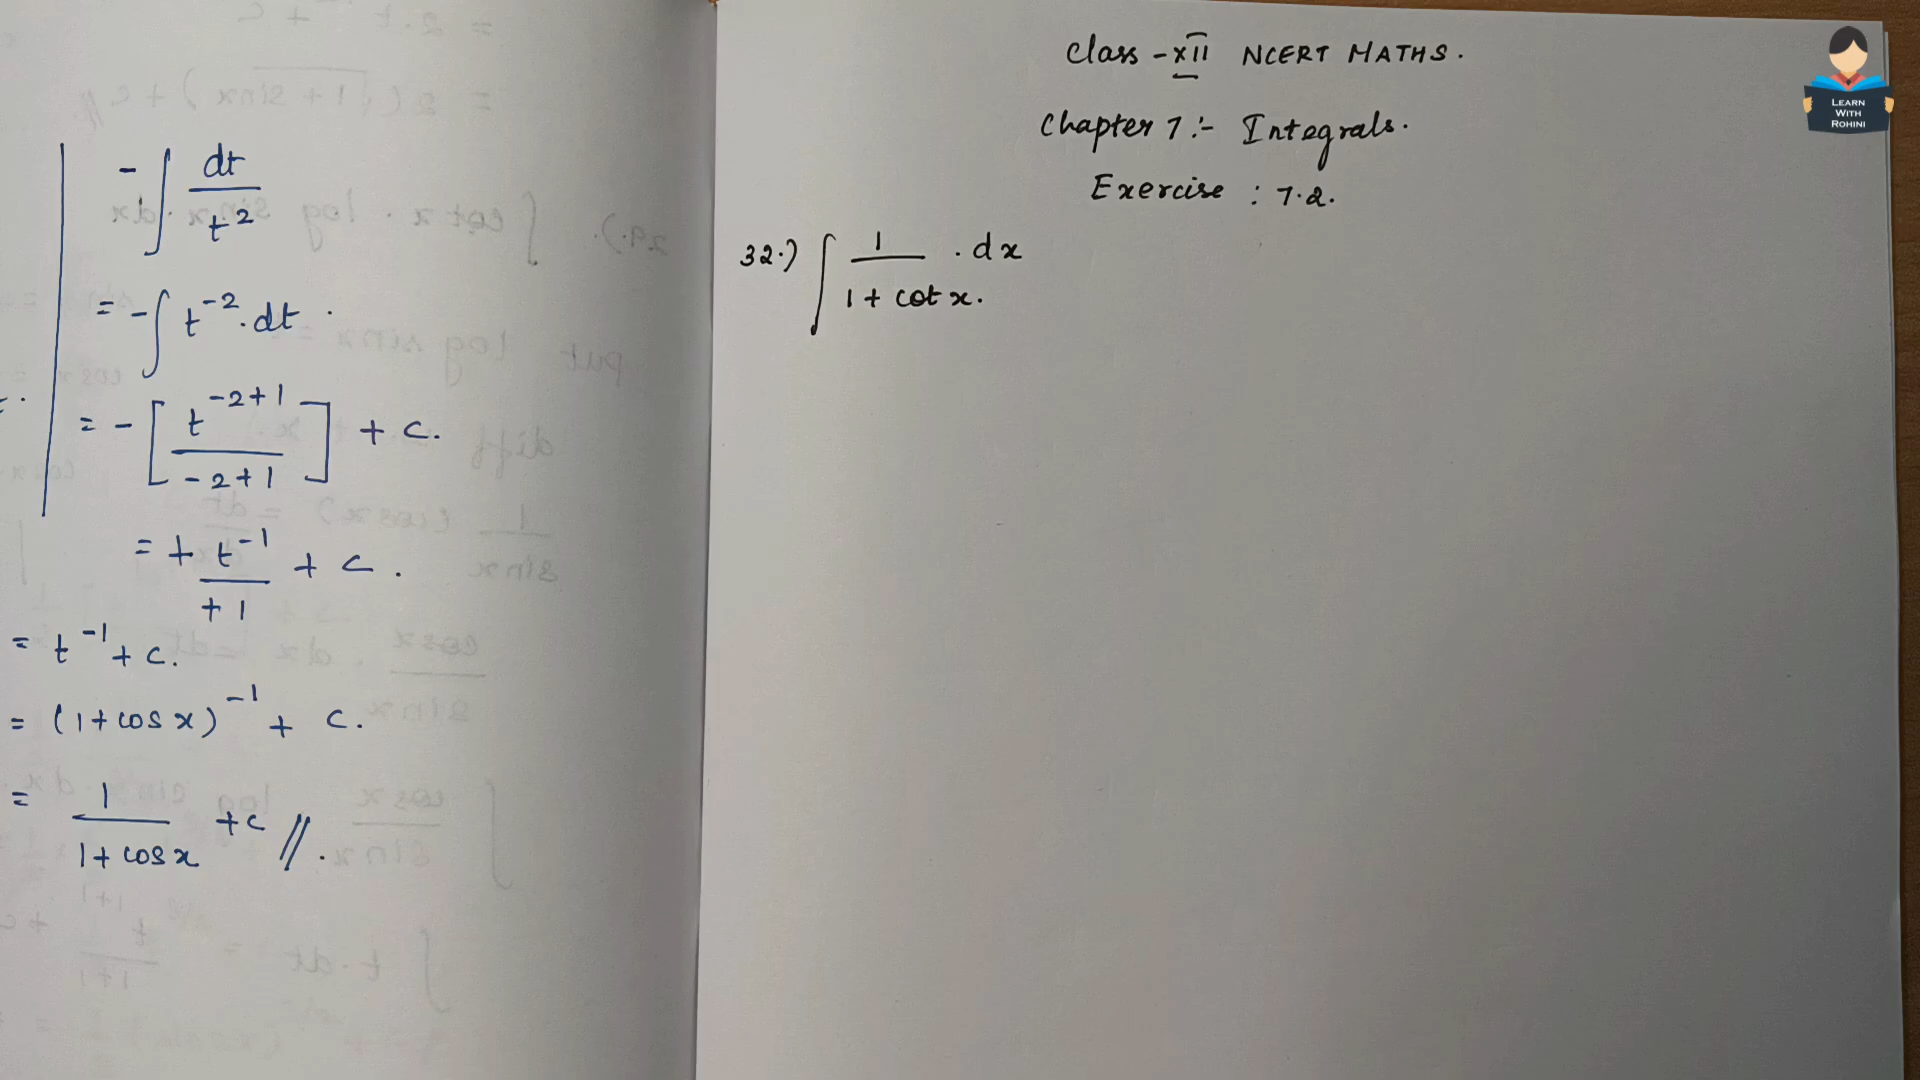 - ∫ dt/t²
= - ∫ t⁻² . dt .
= - [ t⁻²⁺¹ / -2+1 ] + c.
= + t⁻¹ / +1 + c .
= t⁻¹ + c.
= (1+cos x)⁻¹ + c.
= 1 / 1+cos x + c // .
Class - XII NCERT MATHS.
Chapter 7 :- Integrals.
Exercise : 7.2.
32.) ∫ 1 / 1 + cot x. . dx
LEARN
WITH
ROHINI